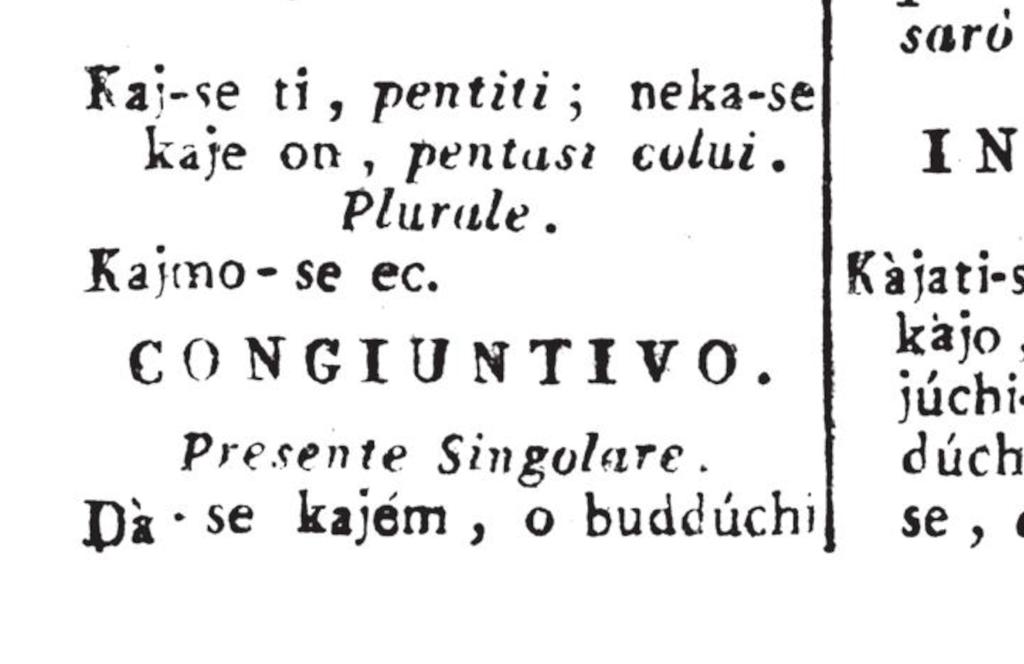 Kaj-se ti, pentiti; neka-se
kaje on, pentasi colui.
Plurale.
Kajmo-se ec.
CONGIUNTIVO.
Presente Singolare.
Dà-se kajém, o buddúchi
sarò
IN
Kàjati-s
kàjo,
júchi-
dúch
se,